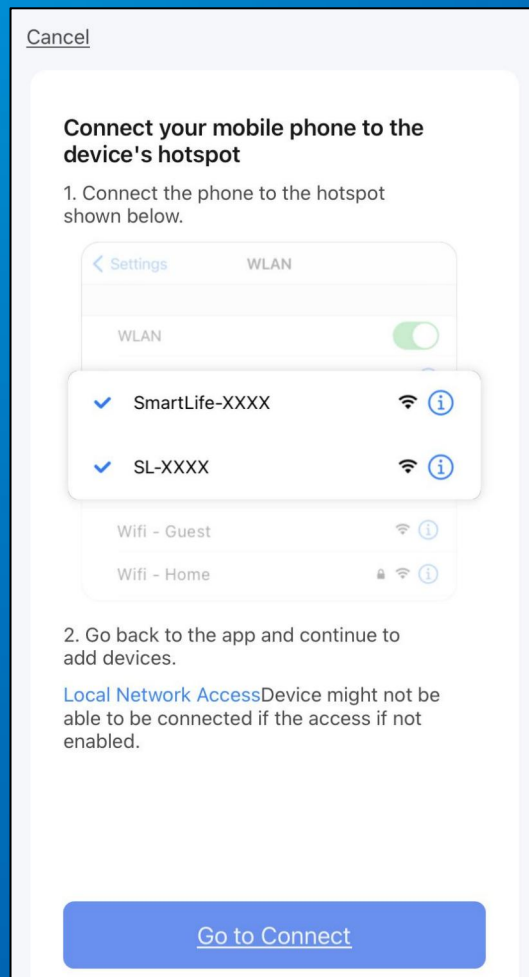 Cancel
Connect your mobile phone to the
device's hotspot
1. Connect the phone to the hotspot
shown below.
Settings WLAN
WLAN
SmartLife-XXXX
SL-XXXX
Wifi - Guest
Wifi - Home
2. Go back to the app and continue to
add devices.
Local Network AccessDevice might not be
able to be connected if the access if not
enabled.
Go to Connect